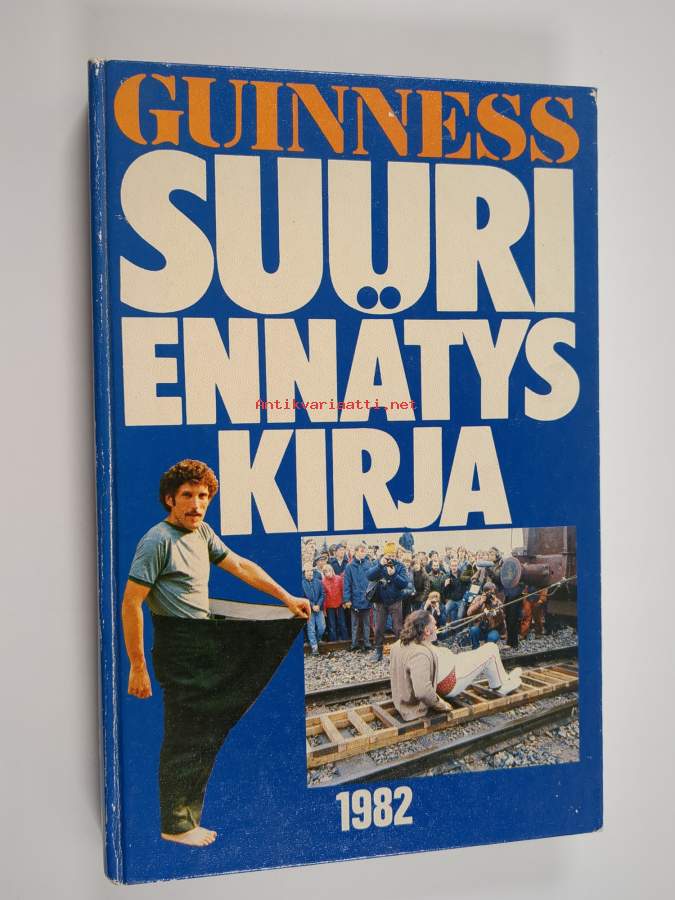 GUINNESS
SUURI
ENNÄTYS
Antikvariaatti.net
KIRJA
1982